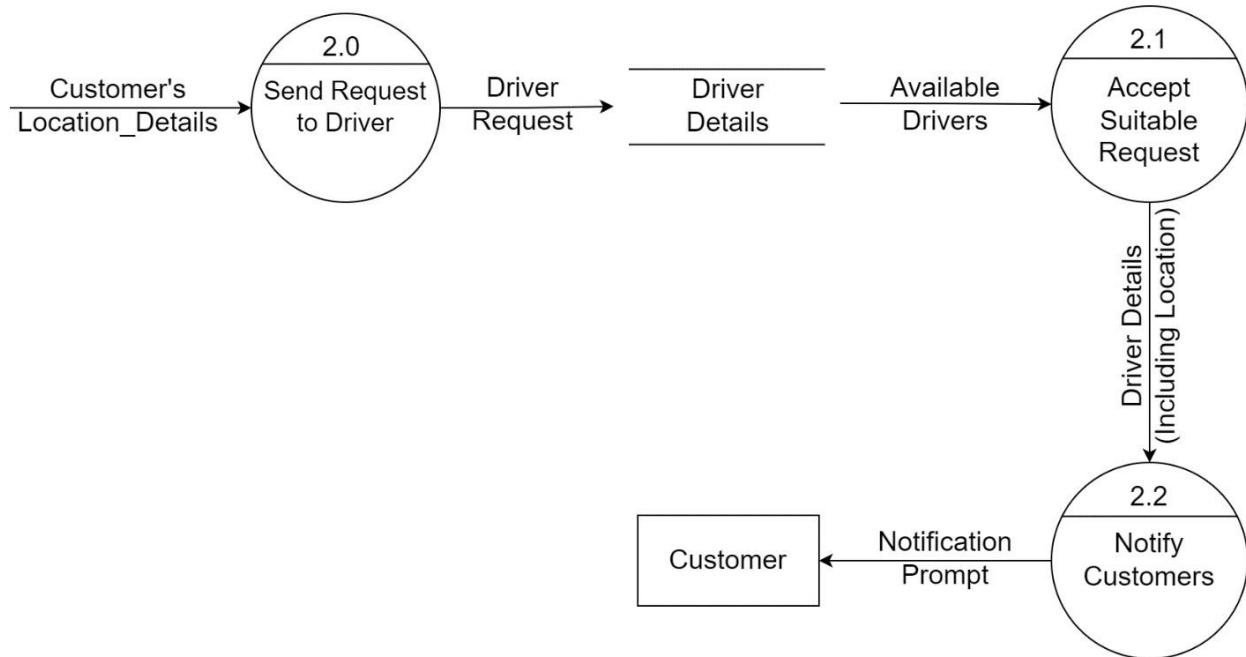 2.0
Send Request
to Driver
Customer's
Location_Details
Driver
Request
Driver
Details
Available
Drivers
2.1
Accept
Suitable
Request
Driver Details
(Including Location)
2.2
Notify
Customers
Notification
Prompt
Customer